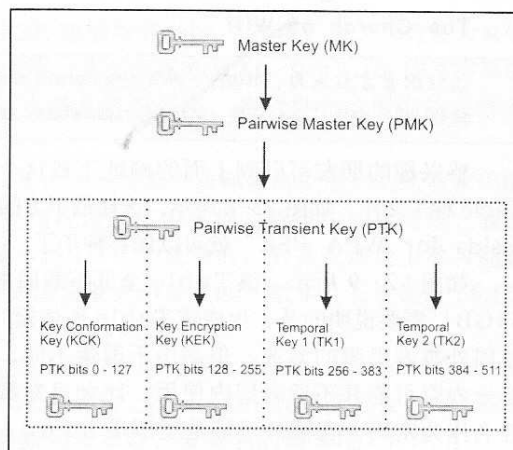 Master Key (MK)
Pairwise Master Key (PMK)
Pairwise Transient Key (PTK)
Key Conformation
Key (KCK)
PTK bits 0 - 127
Key Encryption
Key (KEK)
PTK bits 128 - 255
Temporal
Key 1 (TK1)
PTK bits 256 - 383
Temporal
Key 2 (TK2)
PTK bits 384 - 511